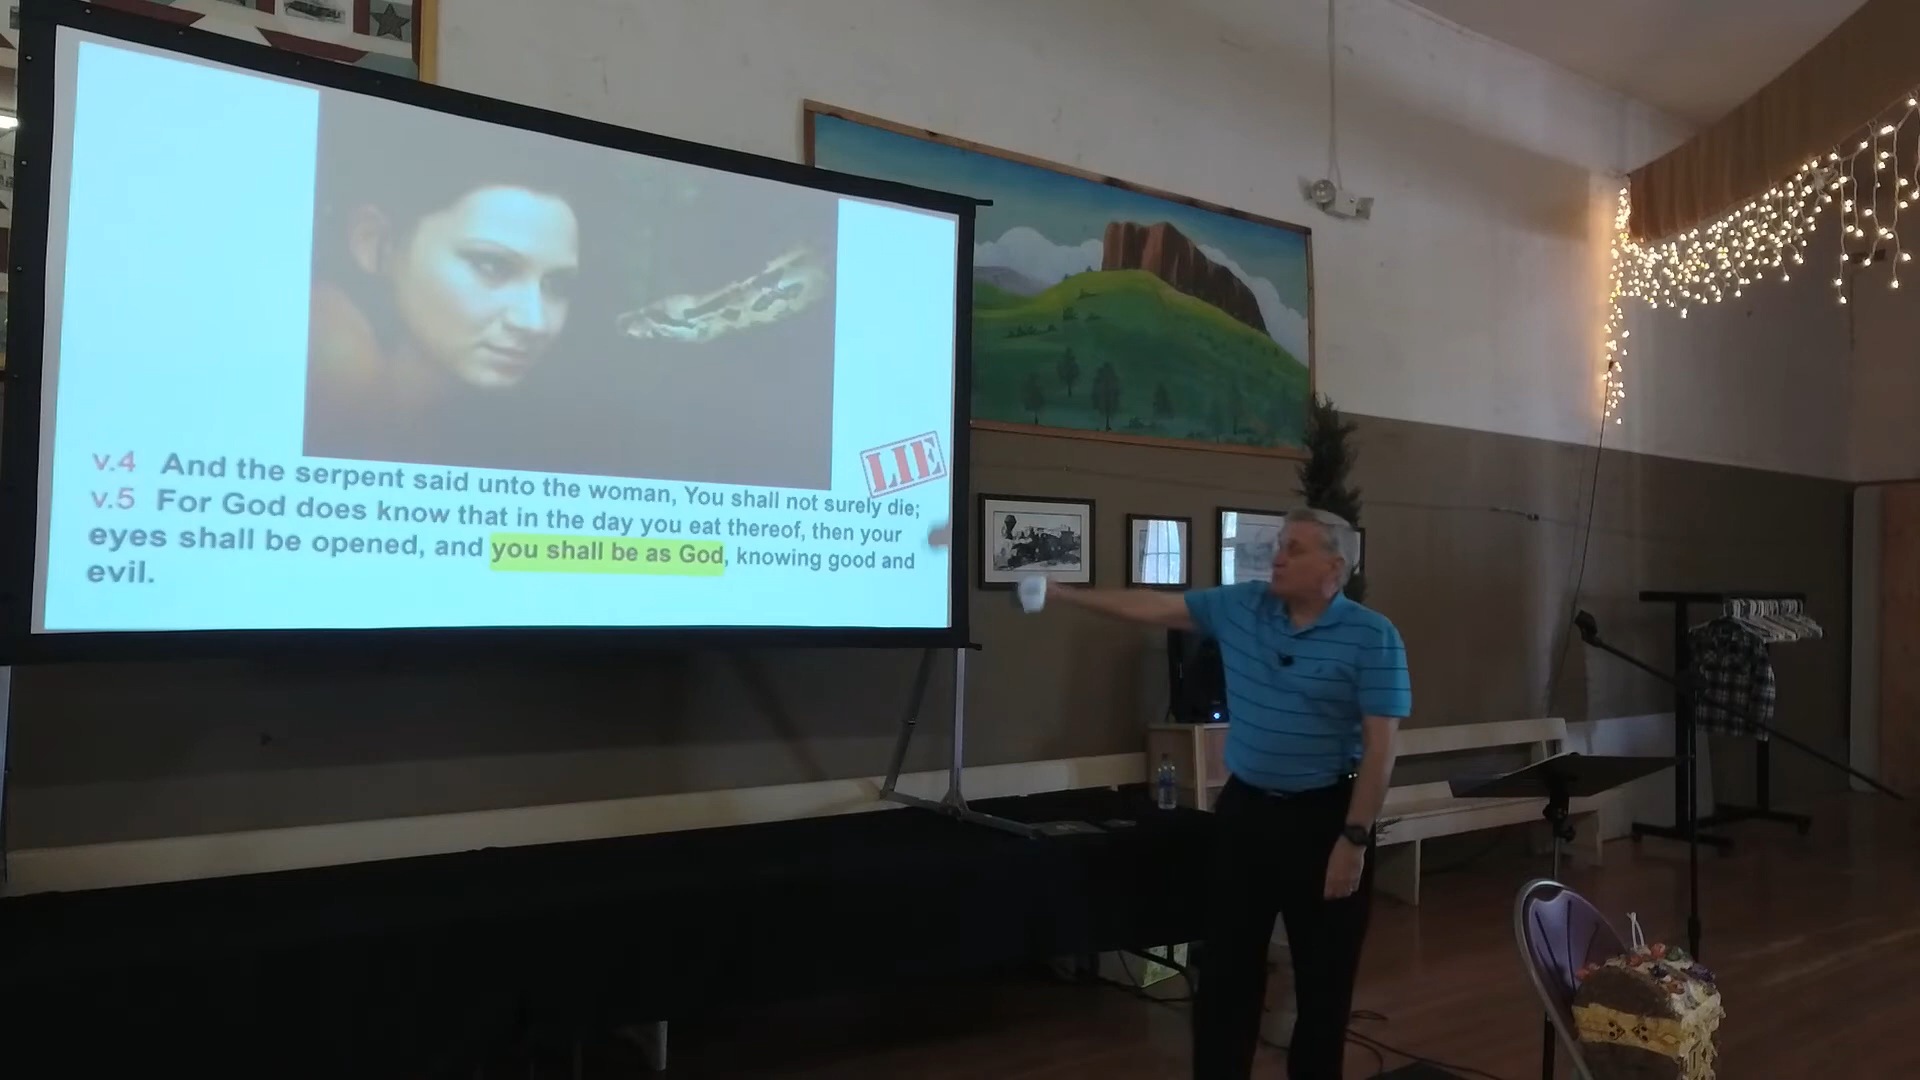 LIE
v.4 And the serpent said unto the woman, You shall not surely die;
v.5 For God does know that in the day you eat thereof, then your
eyes shall be opened, and you shall be as God, knowing good and
evil.